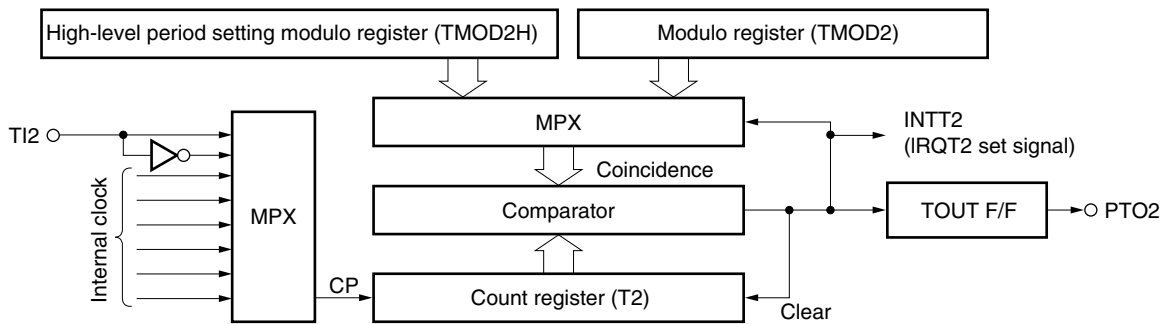 High-level period setting modulo register (TMOD2H)
Modulo register (TMOD2)
TI2
MPX
INTT2
(IRQT2 set signal)
Coincidence
Internal clock
MPX
Comparator
TOUT F/F
PTO2
CP
Count register (T2)
Clear